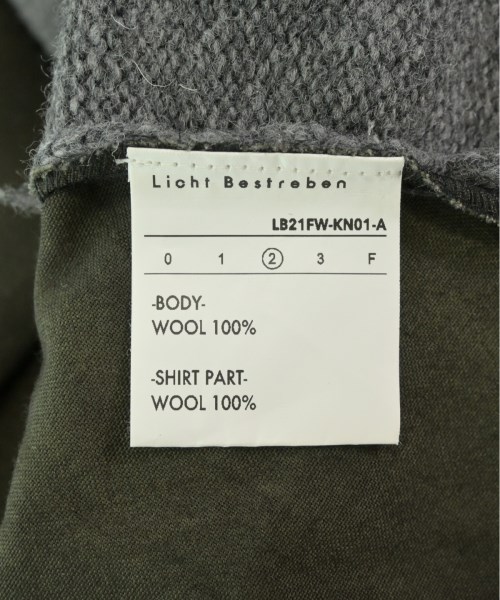 Licht Bestreben
LB21FW-KN01-A
0 1 2 3 F
-BODY-
WOOL 100%
-SHIRT PART-
WOOL 100%